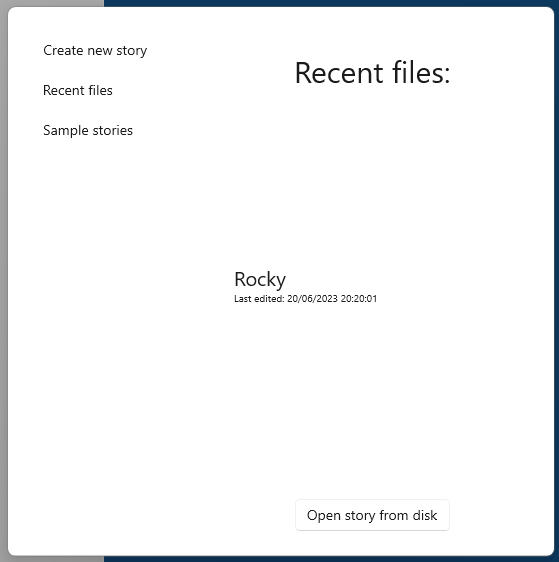 Create new story
Recent files
Sample stories
Recent files:
Rocky
Last edited: 20/06/2023 20:20:01
Open story from disk